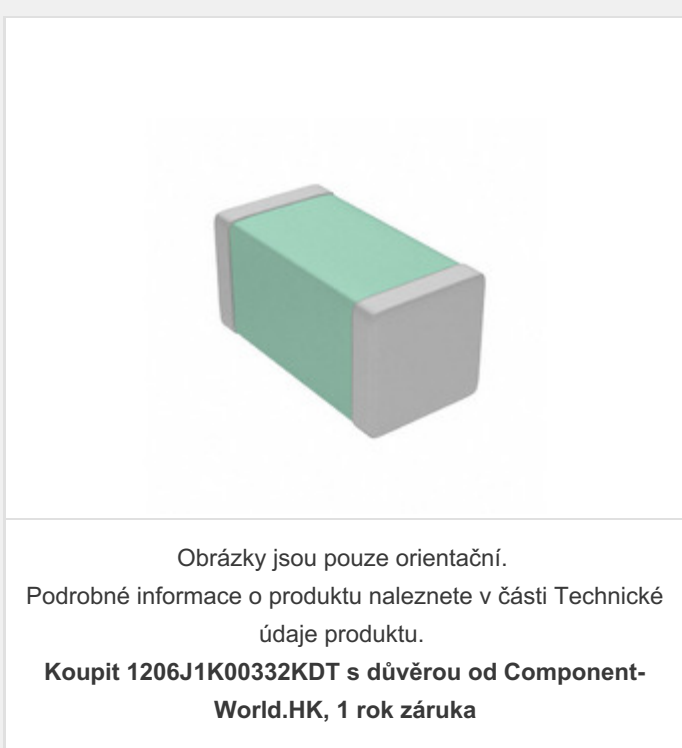 Obrázky jsou pouze orientační.
Podrobné informace o produktu naleznete v části Technické
údaje produktu.
Koupit 1206J1K00332KDT s důvěrou od Component-
World.HK, 1 rok záruka